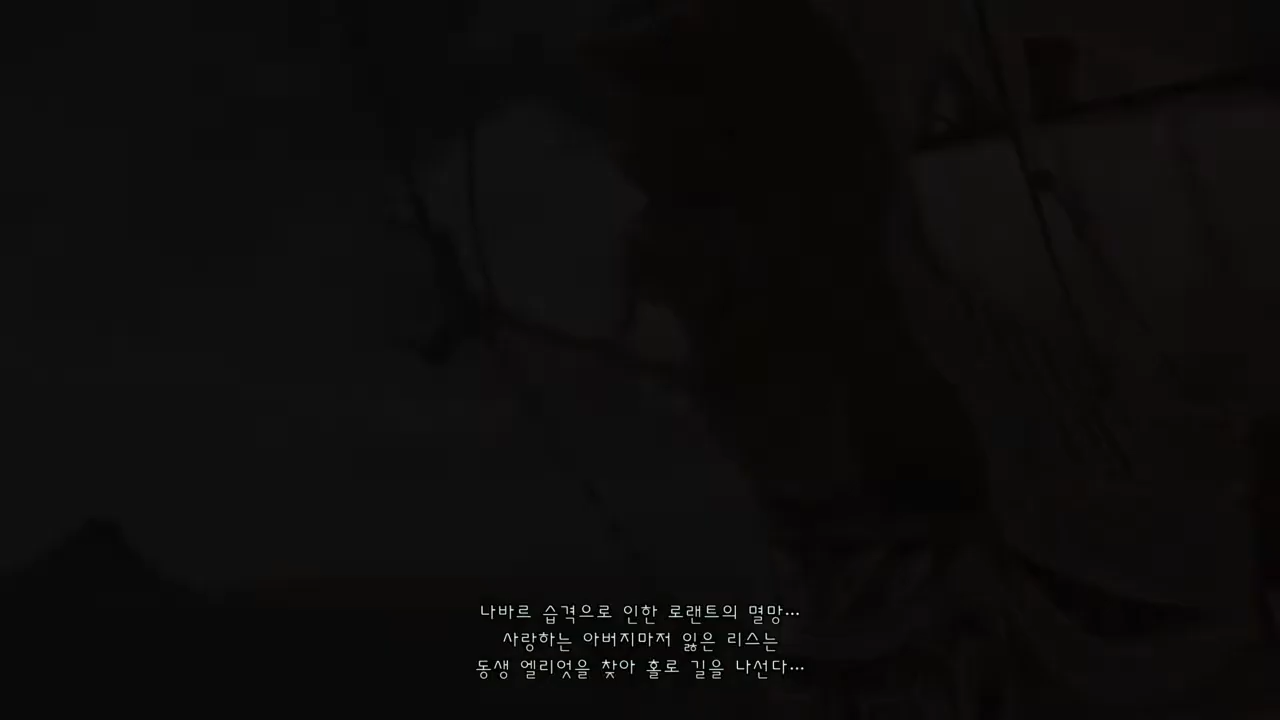 나바르 습격으로 인한 로랜트의 멸망…
사랑하는 아버지마저 잃은 리스는
동생 엘리엇을 찾아 홀로 길을 나선다…